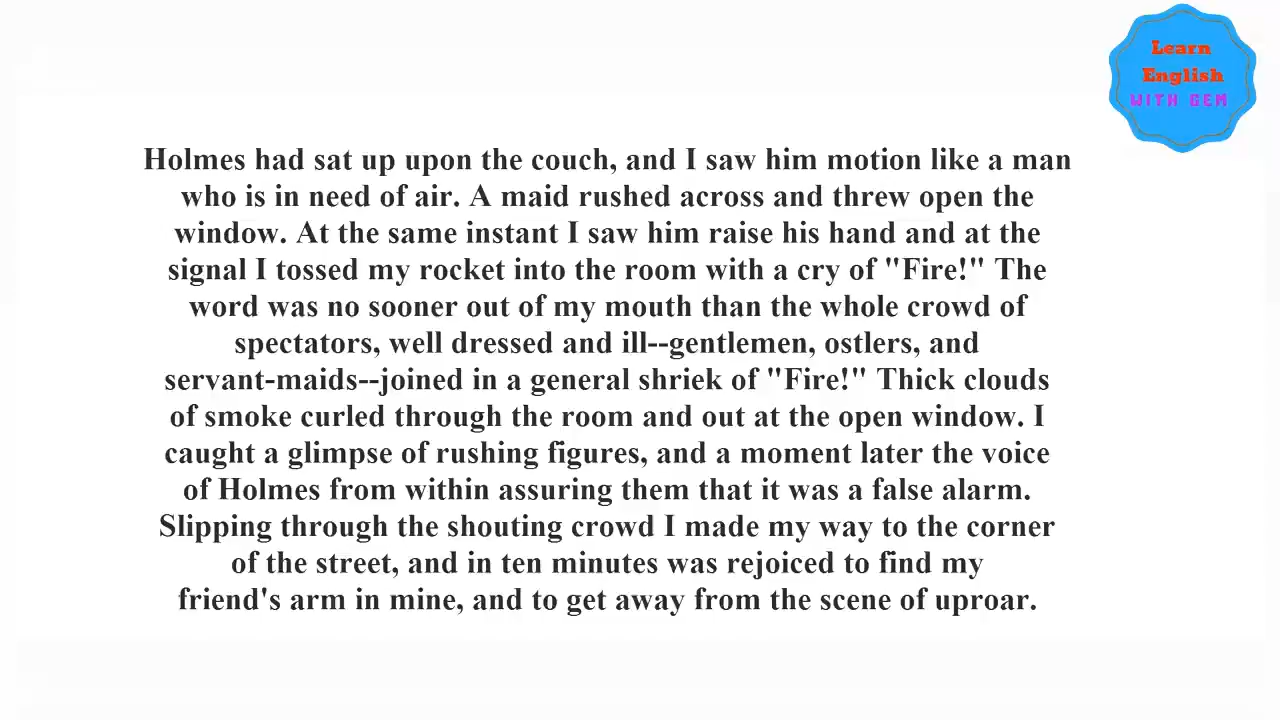 Learn
English
WITH GEM
Holmes had sat up upon the couch, and I saw him motion like a man
who is in need of air. A maid rushed across and threw open the
window. At the same instant I saw him raise his hand and at the
signal I tossed my rocket into the room with a cry of "Fire!" The
word was no sooner out of my mouth than the whole crowd of
spectators, well dressed and ill--gentlemen, ostlers, and
servant-maids--joined in a general shriek of "Fire!" Thick clouds
of smoke curled through the room and out at the open window. I
caught a glimpse of rushing figures, and a moment later the voice
of Holmes from within assuring them that it was a false alarm.
Slipping through the shouting crowd I made my way to the corner
of the street, and in ten minutes was rejoiced to find my
friend's arm in mine, and to get away from the scene of uproar.